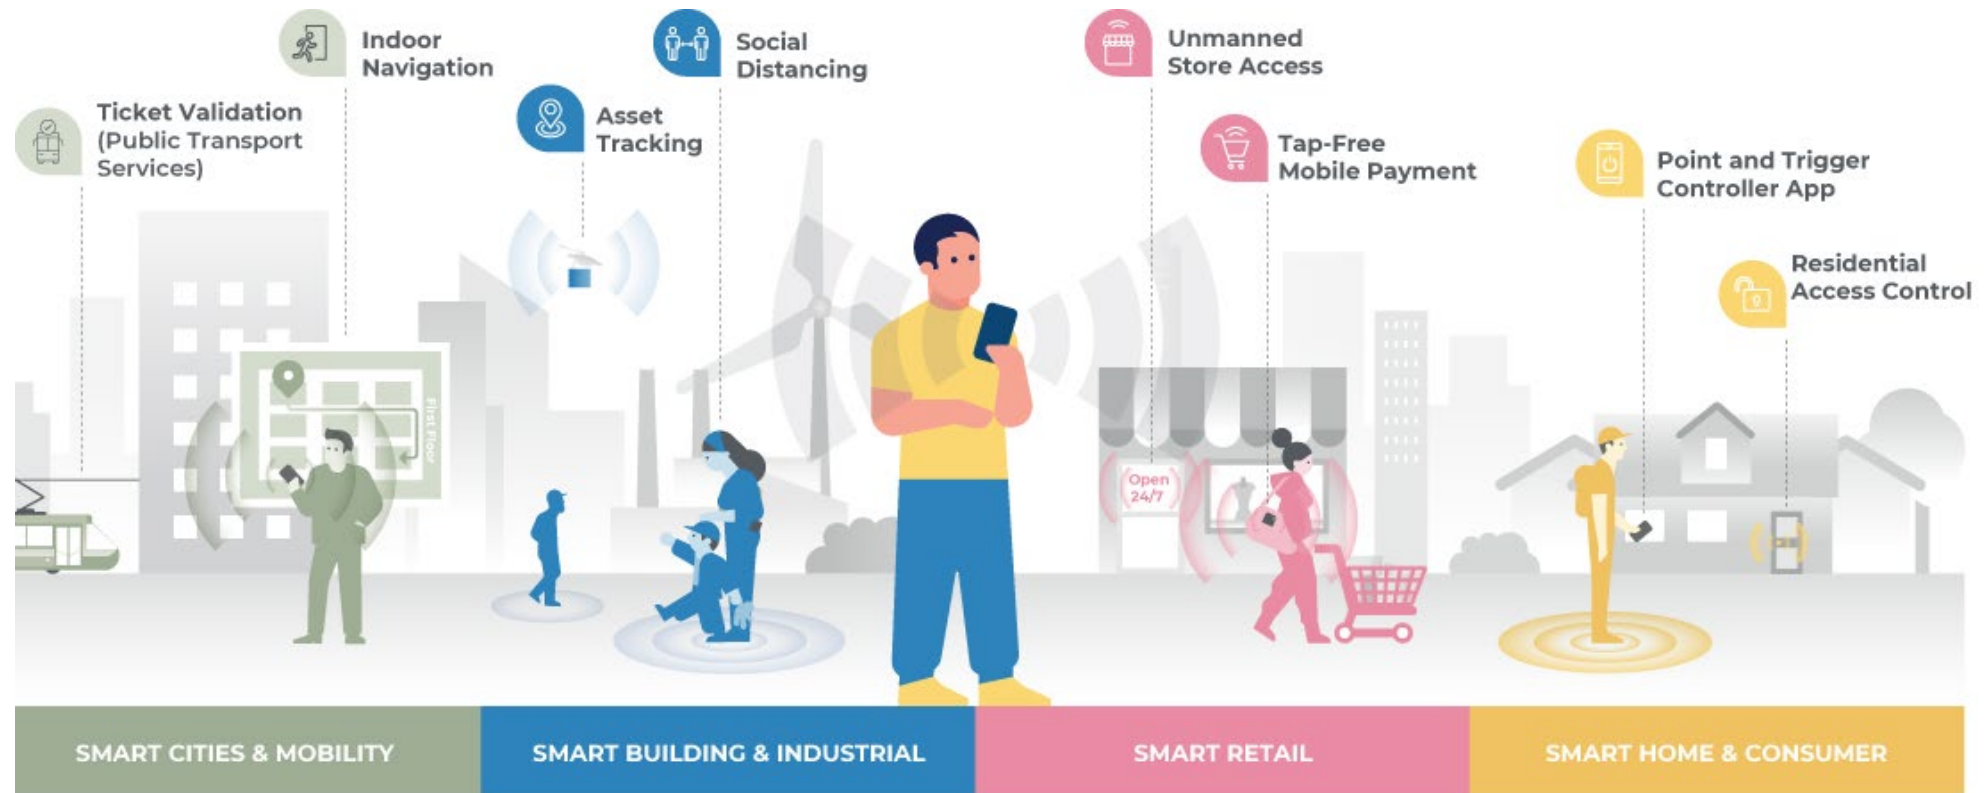 Ticket Validation
(Public Transport
Services)
Indoor
Navigation
Asset
Tracking
Social
Distancing
Unmanned
Store Access
Tap-Free
Mobile Payment
Point and Trigger
Controller App
Residential
Access Control
First Floor
Open
24/7
SMART CITIES & MOBILITY
SMART BUILDING & INDUSTRIAL
SMART RETAIL
SMART HOME & CONSUMER